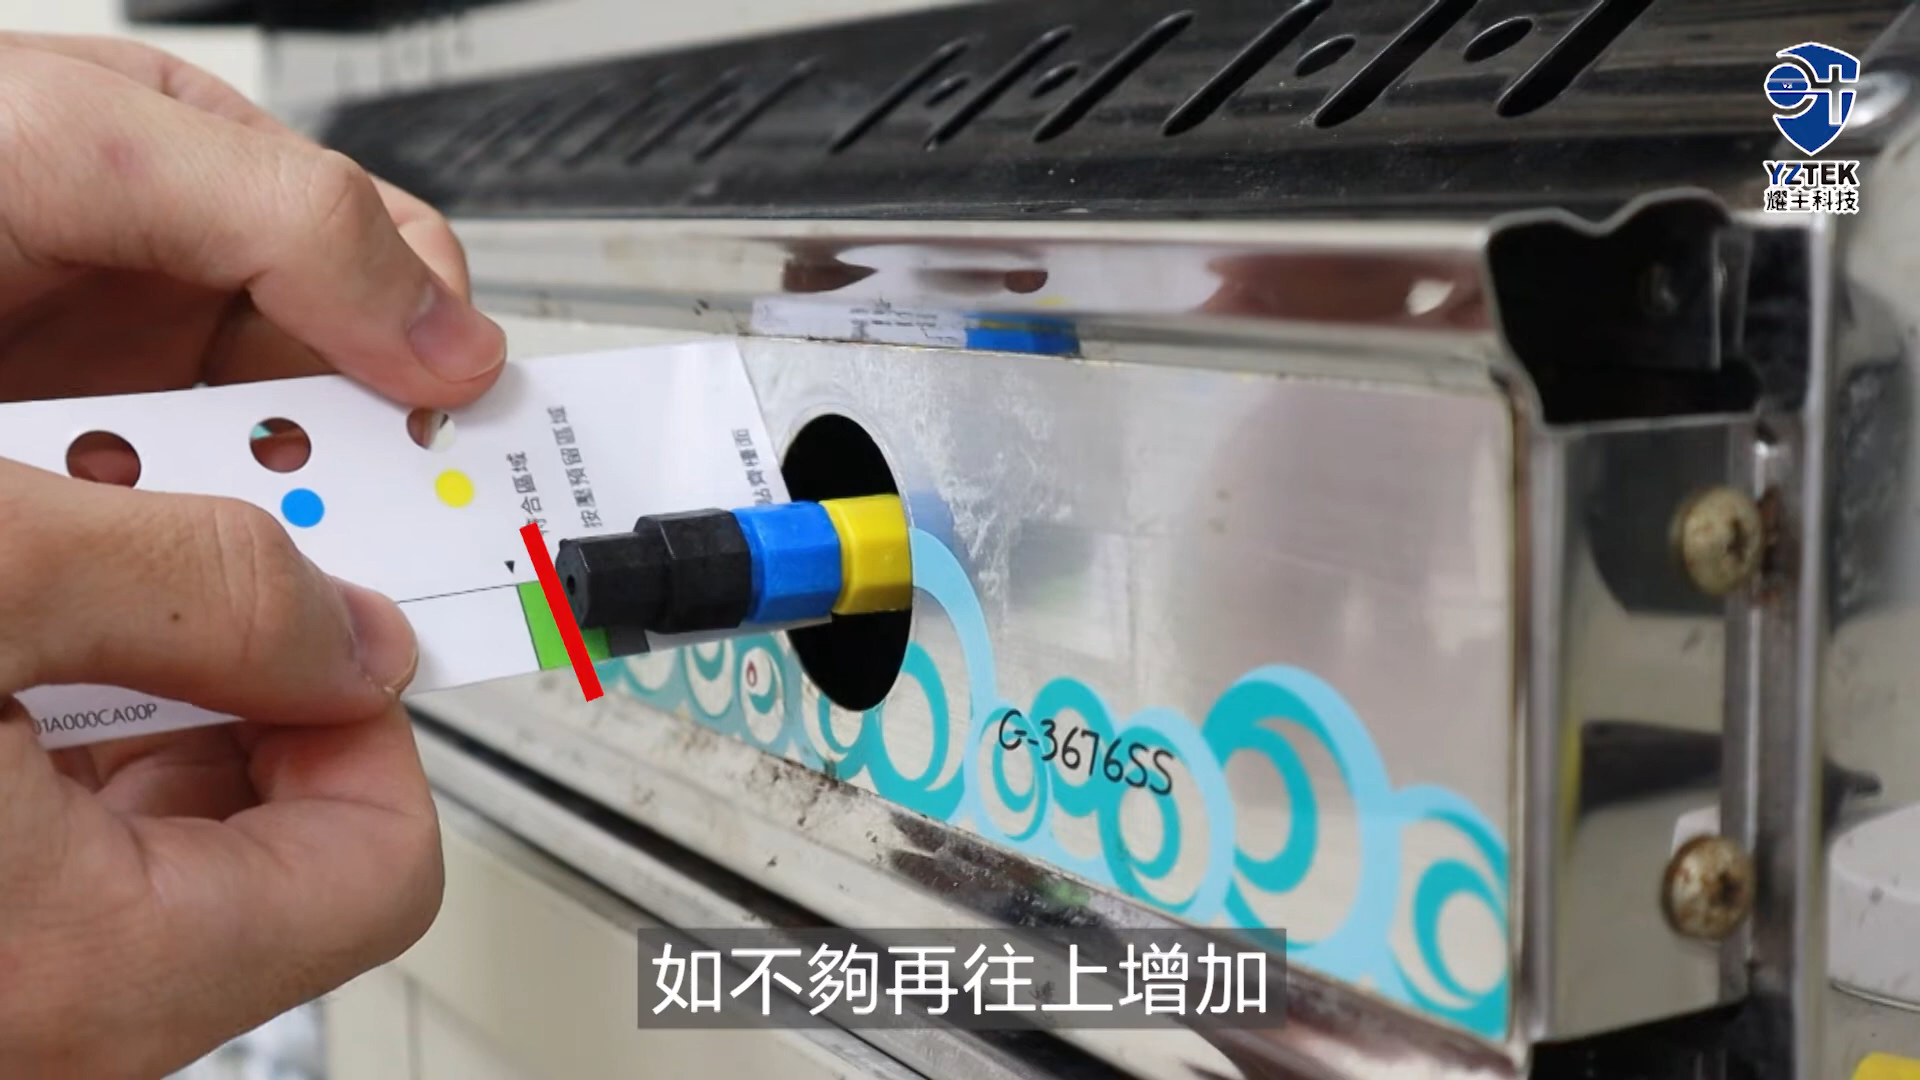 YZTEK
耀主科技
符合區域
按壓預留區域
貼齊檯面
01A000CA00P
G-3676SS
如不夠再往上增加